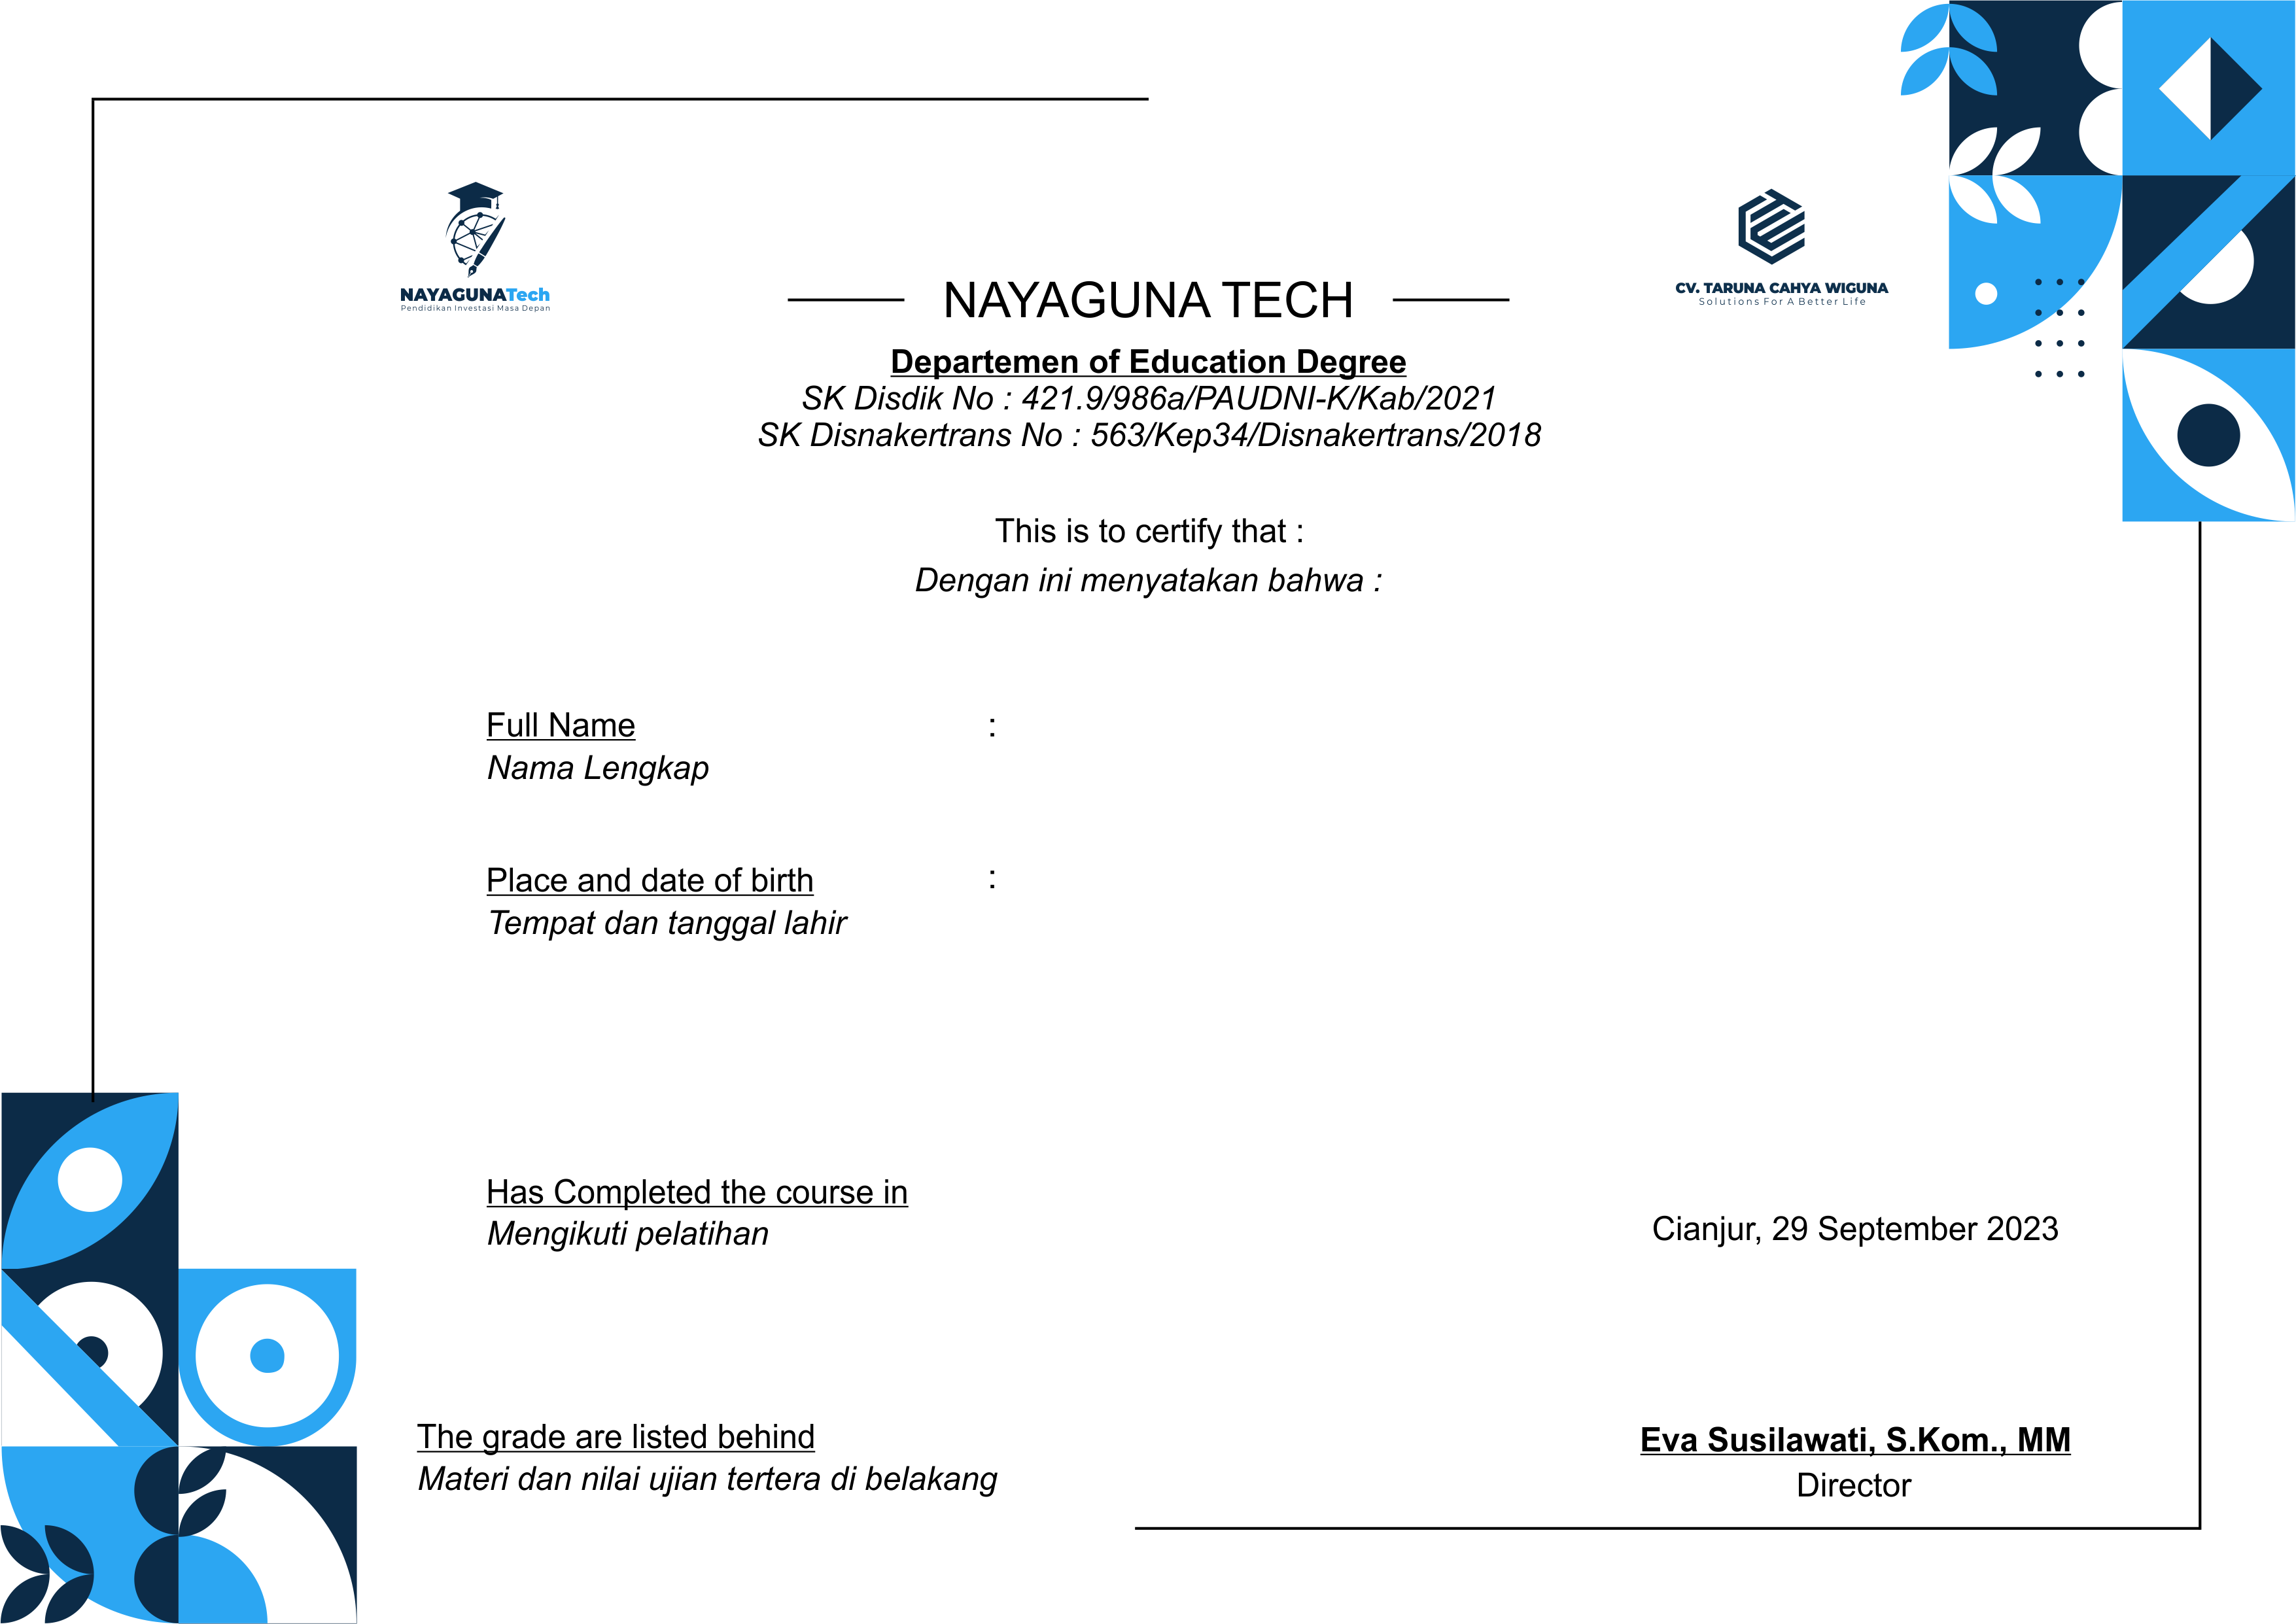 NAYAGUNATech
Pendidikan Investasi Masa Depan
CV. TARUNA CAHYA WIGUNA
Solutions For A Better Life
NAYAGUNA TECH
Departemen of Education Degree
SK Disdik No : 421.9/986a/PAUDNI-K/Kab/2021
SK Disnakertrans No : 563/Kep34/Disnakertrans/2018
This is to certify that :
Dengan ini menyatakan bahwa :
Full Name :
Nama Lengkap
Place and date of birth :
Tempat dan tanggal lahir
Has Completed the course in
Mengikuti pelatihan
Cianjur, 29 September 2023
The grade are listed behind
Materi dan nilai ujian tertera di belakang
Eva Susilawati, S.Kom., MM
Director